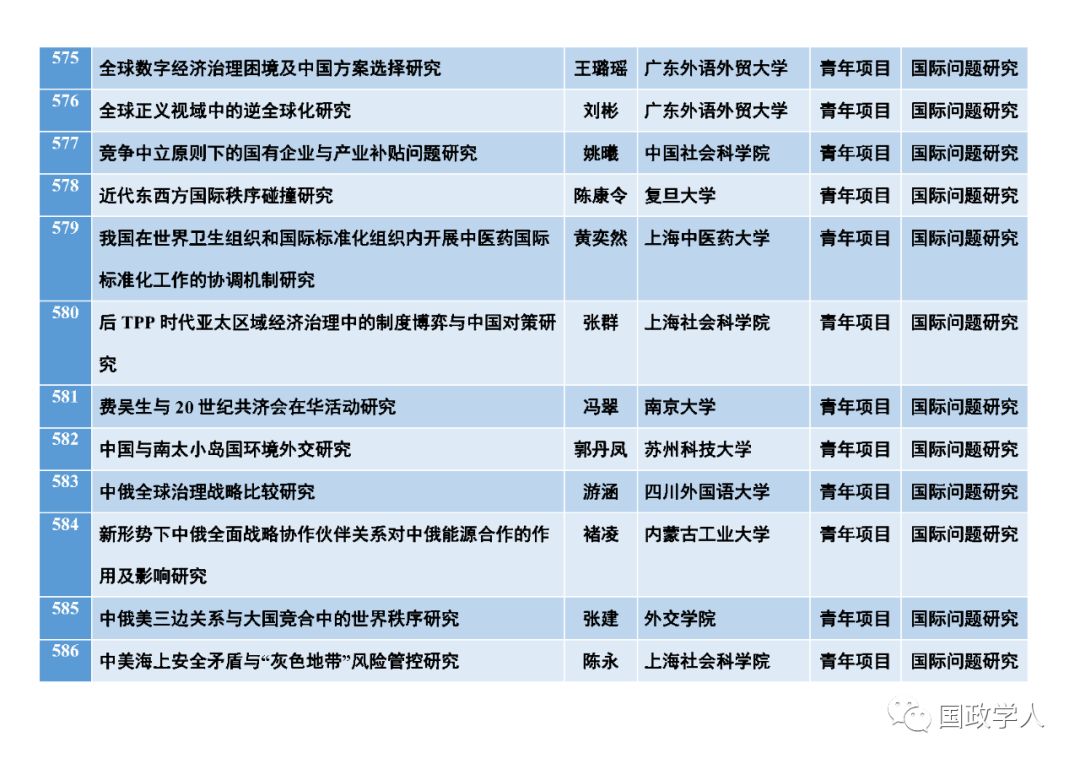 575 全球数字经济治理困境及中国方案选择研究 王璐瑶 广东外语外贸大学 青年项目 国际问题研究
576 全球正义视域中的逆全球化研究 刘彬 广东外语外贸大学 青年项目 国际问题研究
577 竞争中立原则下的国有企业与产业补贴问题研究 姚曦 中国社会科学院 青年项目 国际问题研究
578 近代东西方国际秩序碰撞研究 陈康令 复旦大学 青年项目 国际问题研究
579 我国在世界卫生组织和国际标准化组织内开展中医药国际 黄奕然 上海中医药大学 青年项目 国际问题研究
标准化工作的协调机制研究
580 后 TPP 时代亚太区域经济治理中的制度博弈与中国对策研 张群 上海社会科学院 青年项目 国际问题研究
究
581 费吴生与 20 世纪共济会在华活动研究 冯翠 南京大学 青年项目 国际问题研究
582 中国与南太小岛国环境外交研究 郭丹凤 苏州科技大学 青年项目 国际问题研究
583 中俄全球治理战略比较研究 游涵 四川外国语大学 青年项目 国际问题研究
584 新形势下中俄全面战略协作伙伴关系对中俄能源合作的作 褚凌 内蒙古工业大学 青年项目 国际问题研究
用及影响研究
585 中俄美三边关系与大国竞合中的世界秩序研究 张建 外交学院 青年项目 国际问题研究
586 中美海上安全矛盾与“灰色地带”风险管控研究 陈永 上海社会科学院 青年项目 国际问题研究
国政学人